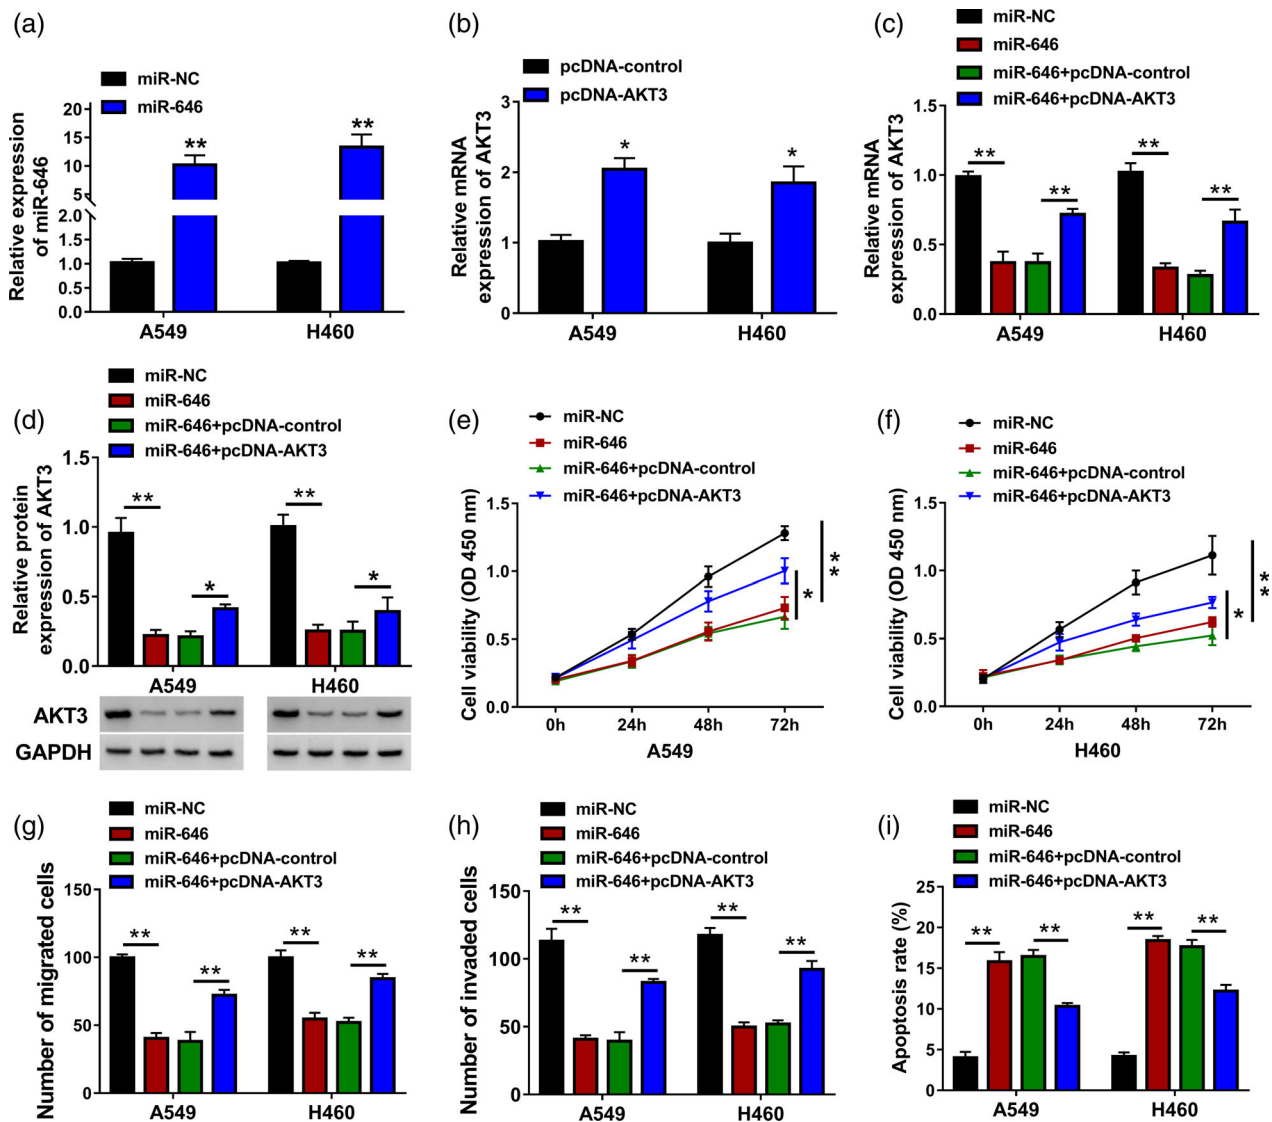 (a)
miR-NC
miR-646
Relative expression
of miR-646
20
15
10
5
2.0
1.5
1.0
0.5
0.0
**
**
A549
H460
(b)
pcDNA-control
pcDNA-AKT3
Relative mRNA
expression of AKT3
3
2
1
0
*
*
A549
H460
(c)
miR-NC
miR-646
miR-646+pcDNA-control
miR-646+pcDNA-AKT3
Relative mRNA
expression of AKT3
1.5
1.0
0.5
0.0
**
**
**
**
A549
H460
(d)
miR-NC
miR-646
miR-646+pcDNA-control
miR-646+pcDNA-AKT3
Relative protein
expression of AKT3
1.5
1.0
0.5
0.0
**
*
**
*
A549
H460
AKT3
GAPDH
(e)
miR-NC
miR-646
miR-646+pcDNA-control
miR-646+pcDNA-AKT3
Cell viability (OD 450 nm)
1.5
1.0
0.5
0.0
*
**
0h 24h 48h 72h
A549
(f)
miR-NC
miR-646
miR-646+pcDNA-control
miR-646+pcDNA-AKT3
Cell viability (OD 450 nm)
1.5
1.0
0.5
0.0
*
**
0h 24h 48h 72h
H460
(g)
miR-NC
miR-646
miR-646+pcDNA-control
miR-646+pcDNA-AKT3
Number of migrated cells
150
100
50
0
**
**
**
**
A549
H460
(h)
miR-NC
miR-646
miR-646+pcDNA-control
miR-646+pcDNA-AKT3
Number of invaded cells
150
100
50
0
**
**
**
**
A549
H460
(i)
miR-NC
miR-646
miR-646+pcDNA-control
miR-646+pcDNA-AKT3
Apoptosis rate (%)
25
20
15
10
5
0
**
**
**
**
A549
H460